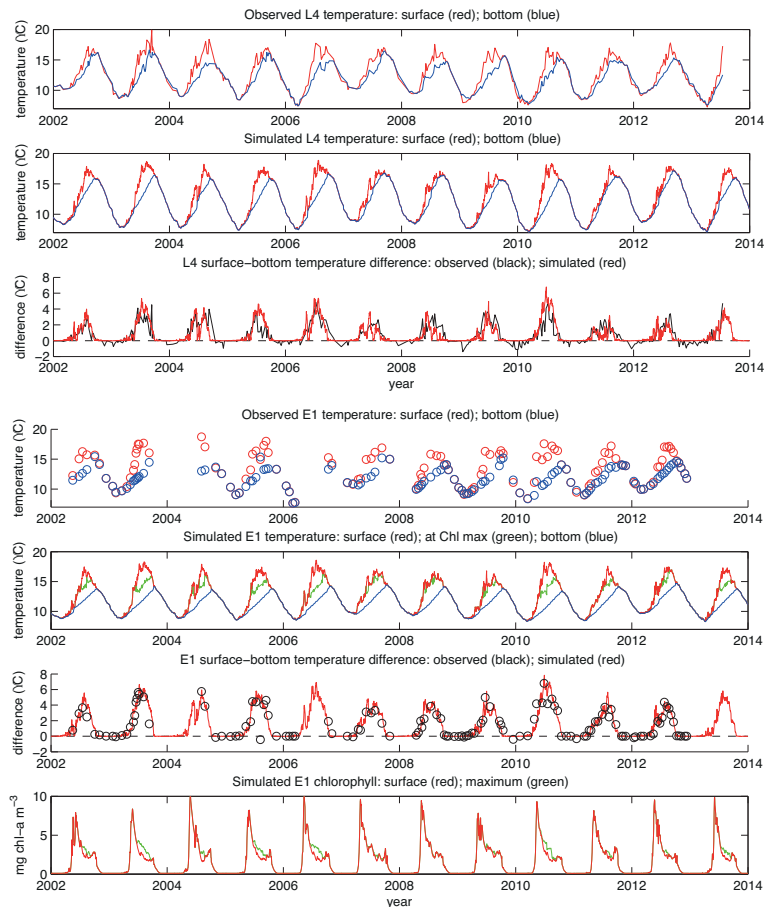 Observed L4 temperature: surface (red); bottom (blue)
temperature (ϒC)
20
15
10
2002 2004 2006 2008 2010 2012 2014
Simulated L4 temperature: surface (red); bottom (blue)
temperature (ϒC)
20
15
10
2002 2004 2006 2008 2010 2012 2014
L4 surface−bottom temperature difference: observed (black); simulated (red)
difference (ϒC)
8
6
4
2
0
−2
2002 2004 2006 2008 2010 2012 2014
year
Observed E1 temperature: surface (red); bottom (blue)
temperature (ϒC)
20
15
10
2002 2004 2006 2008 2010 2012 2014
Simulated E1 temperature: surface (red); at Chl max (green); bottom (blue)
temperature (ϒC)
20
15
10
2002 2004 2006 2008 2010 2012 2014
E1 surface−bottom temperature difference: observed (black); simulated (red)
difference (ϒC)
8
6
4
2
0
−2
2002 2004 2006 2008 2010 2012 2014
Simulated E1 chlorophyll: surface (red); maximum (green)
mg chl−a m⁻³
10
5
0
2002 2004 2006 2008 2010 2012 2014
year